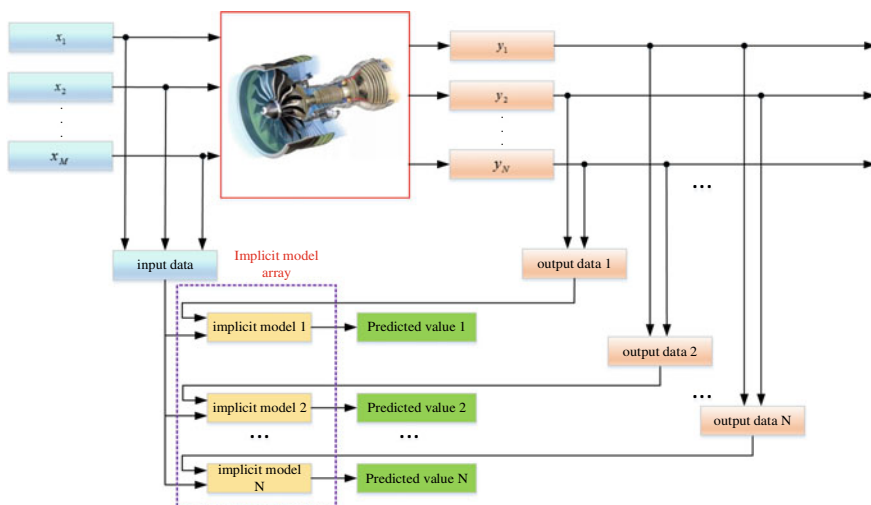 x1
y1
x2
y2
. . .
. . .
xM
yN
...
input data
Implicit model
array
output data 1
implicit model 1
Predicted value 1
output data 2
implicit model 2
Predicted value 2
...
...
...
output data N
implicit model
N
Predicted value N